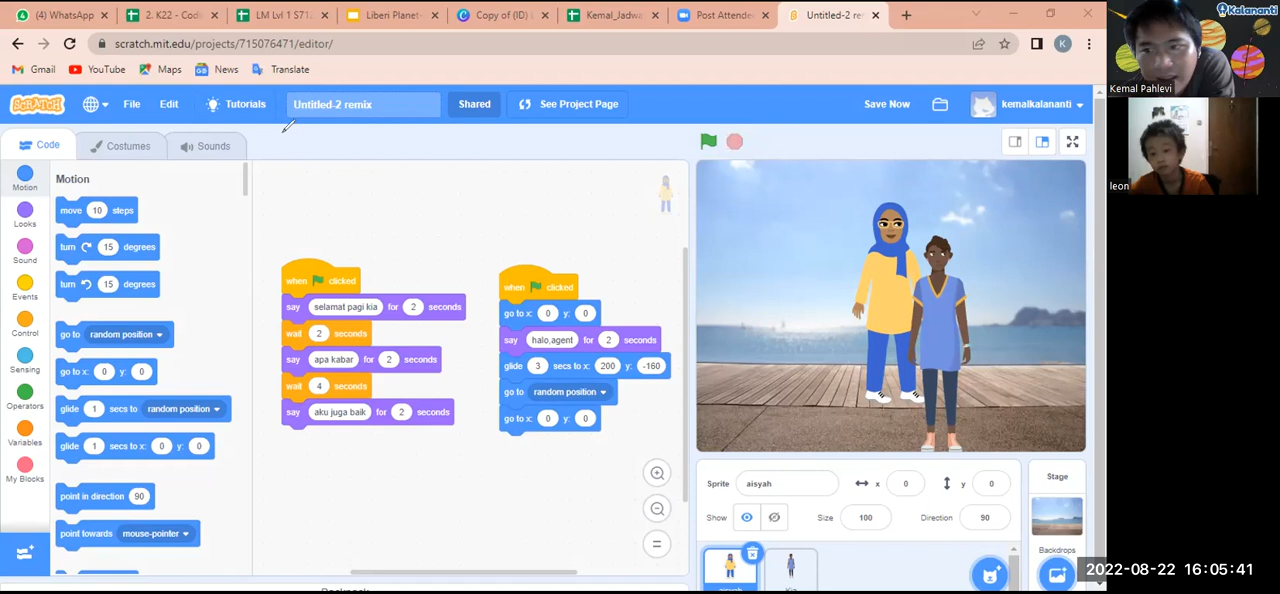 (4) WhatsApp
2. K22 - Codi
LM Lvl 1 S71
Liberi Planet-
Copy of (ID)
Kemal_Jadwa
Post Attende
Untitled-2 rem
scratch.mit.edu/projects/715076471/editor/
K
Gmail
YouTube
Maps
News
Translate
SCRATCH
File
Edit
Tutorials
Untitled-2 remix
Shared
See Project Page
Save Now
kemalkalananti
Code
Costumes
Sounds
Motion
Looks
Sound
Events
Control
Sensing
Operators
Variables
My Blocks
Motion
move 10 steps
turn 15 degrees
turn 15 degrees
go to random position
go to x: 0 y: 0
glide 1 secs to random position
glide 1 secs to x: 0 y: 0
point in direction 90
point towards mouse-pointer
when clicked
say selamat pagi kia for 2 seconds
wait 2 seconds
say apa kabar for 2 seconds
wait 4 seconds
say aku juga baik for 2 seconds
when clicked
go to x: 0 y: 0
say halo,agent for 2 seconds
glide 3 secs to x: 200 y: -160
go to random position
go to x: 0 y: 0
Sprite aisyah x 0 y 0
Show Size 100 Direction 90
Stage
Backdrops
Kalananti
Kemal Pahlevi
leon
2022-08-22 16:05:41